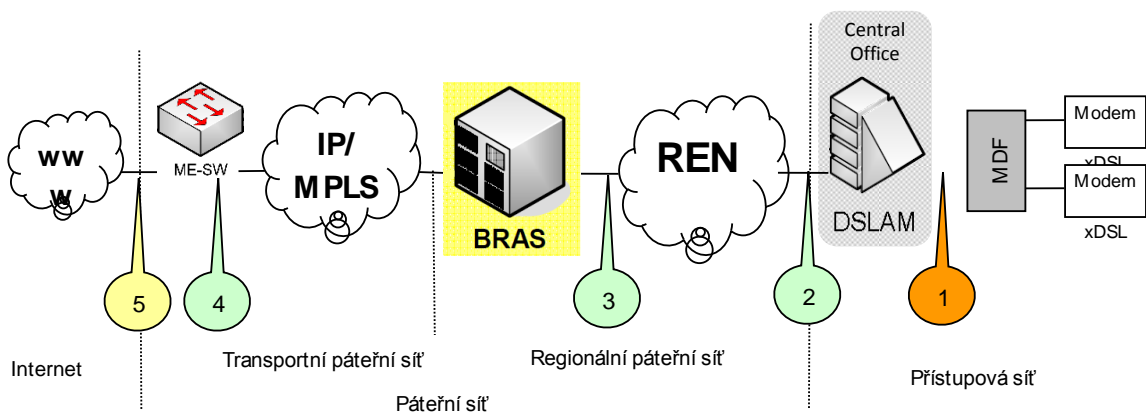 Central
Office
ww
w
ME-SW
IP/
MPLS
BRAS
REN
DSLAM
MDF
Modem
xDSL
Modem
xDSL
5
4
3
2
1
Internet
Transportní páteřní síť
Regionální páteřní síť
Přístupová síť
Páteřní síť